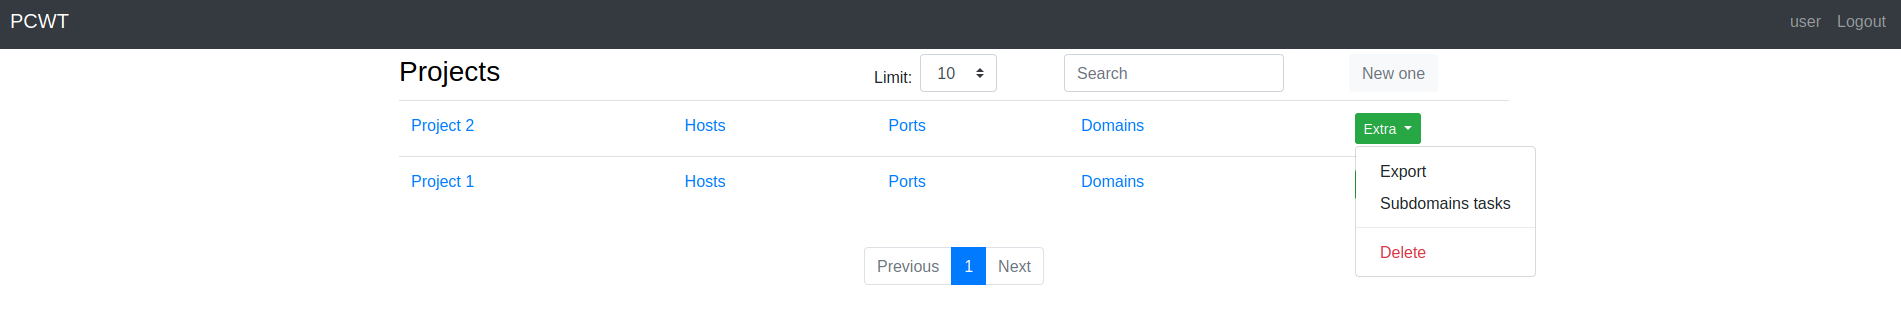 PCWT user Logout
Projects Limit: 10 Search New one
Project 2 Hosts Ports Domains Extra
Project 1 Hosts Ports Domains
Export
Subdomains tasks
Delete
Previous 1 Next